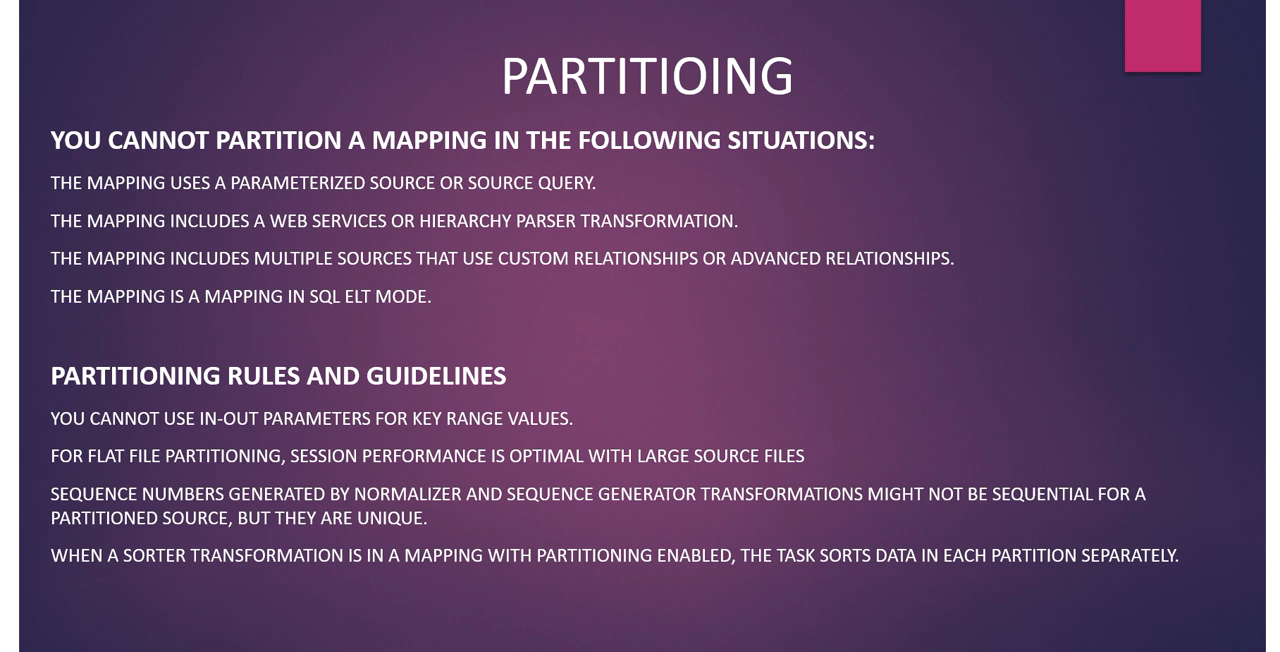 PARTITIOING
YOU CANNOT PARTITION A MAPPING IN THE FOLLOWING SITUATIONS:
THE MAPPING USES A PARAMETERIZED SOURCE OR SOURCE QUERY.
THE MAPPING INCLUDES A WEB SERVICES OR HIERARCHY PARSER TRANSFORMATION.
THE MAPPING INCLUDES MULTIPLE SOURCES THAT USE CUSTOM RELATIONSHIPS OR ADVANCED RELATIONSHIPS.
THE MAPPING IS A MAPPING IN SQL ELT MODE.
PARTITIONING RULES AND GUIDELINES
YOU CANNOT USE IN-OUT PARAMETERS FOR KEY RANGE VALUES.
FOR FLAT FILE PARTITIONING, SESSION PERFORMANCE IS OPTIMAL WITH LARGE SOURCE FILES
SEQUENCE NUMBERS GENERATED BY NORMALIZER AND SEQUENCE GENERATOR TRANSFORMATIONS MIGHT NOT BE SEQUENTIAL FOR A
PARTITIONED SOURCE, BUT THEY ARE UNIQUE.
WHEN A SORTER TRANSFORMATION IS IN A MAPPING WITH PARTITIONING ENABLED, THE TASK SORTS DATA IN EACH PARTITION SEPARATELY.